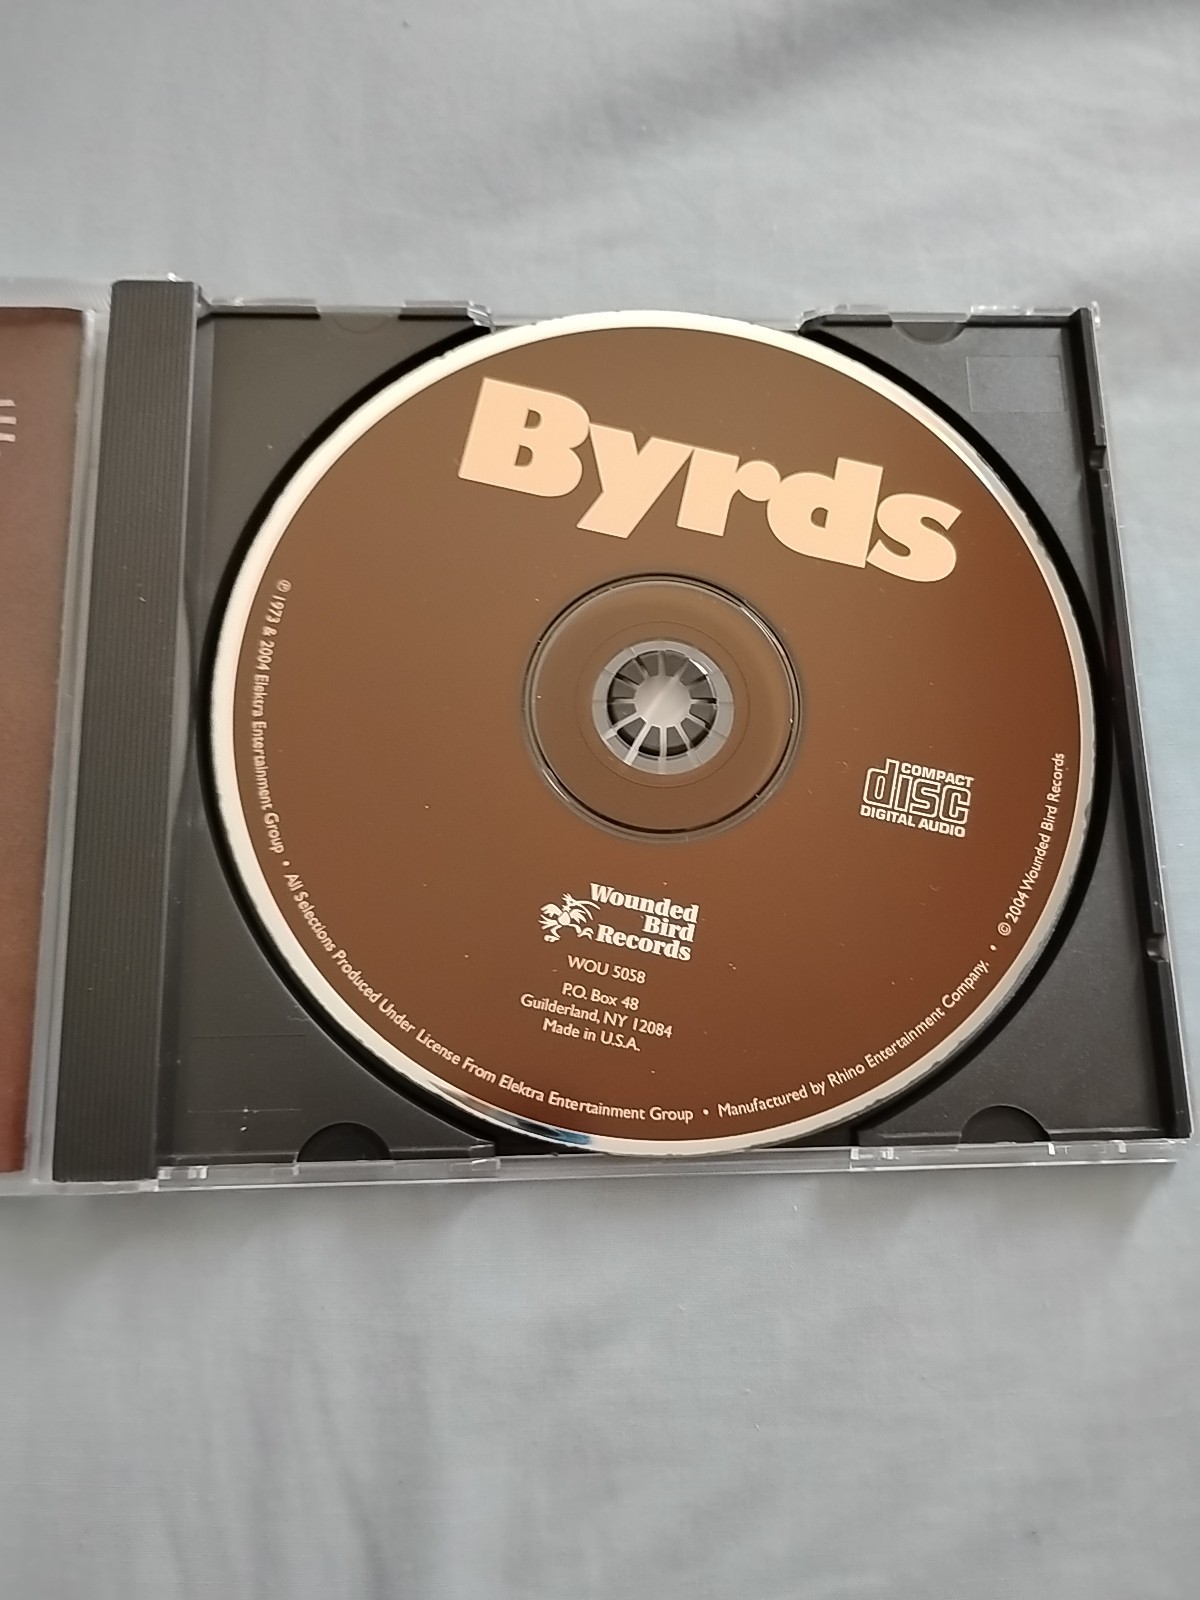 Byrds
COMPACT
disc
DIGITAL AUDIO
Wounded
Bird
Records
WOU 5058
P.O. Box 48
Guilderland, NY 12084
Made in U.S.A.
℗ 1973 & 2004 Elektra Entertainment Group • All Selections Produced Under License From Elektra Entertainment Group • Manufactured by Rhino Entertainment Company. • © 2004 Wounded Bird Records